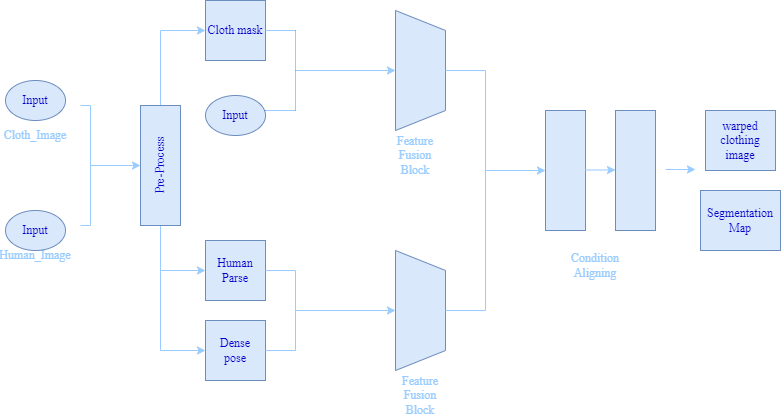 Cloth mask
Input
Cloth_Image
Input
Feature
Fusion
Block
Pre-Process
warped
clothing
image
Input
Human_Image
Segmentation
Map
Human
Parse
Condition
Aligning
Dense
pose
Feature
Fusion
Block